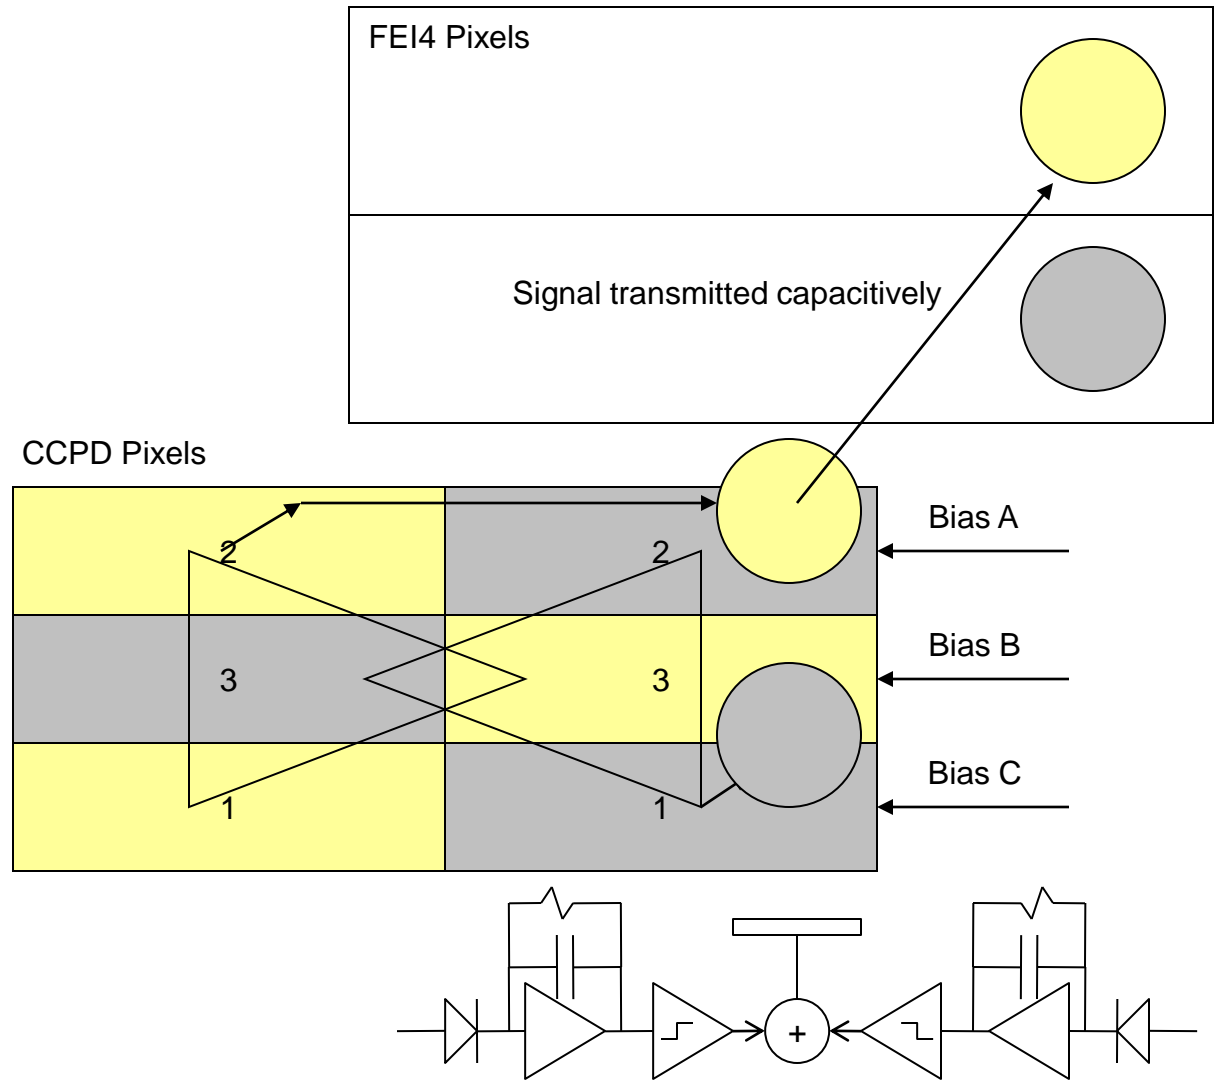 FEI4 Pixels
Signal transmitted capacitively
CCPD Pixels
Bias A
2
2
Bias B
3
3
Bias C
1
1
+